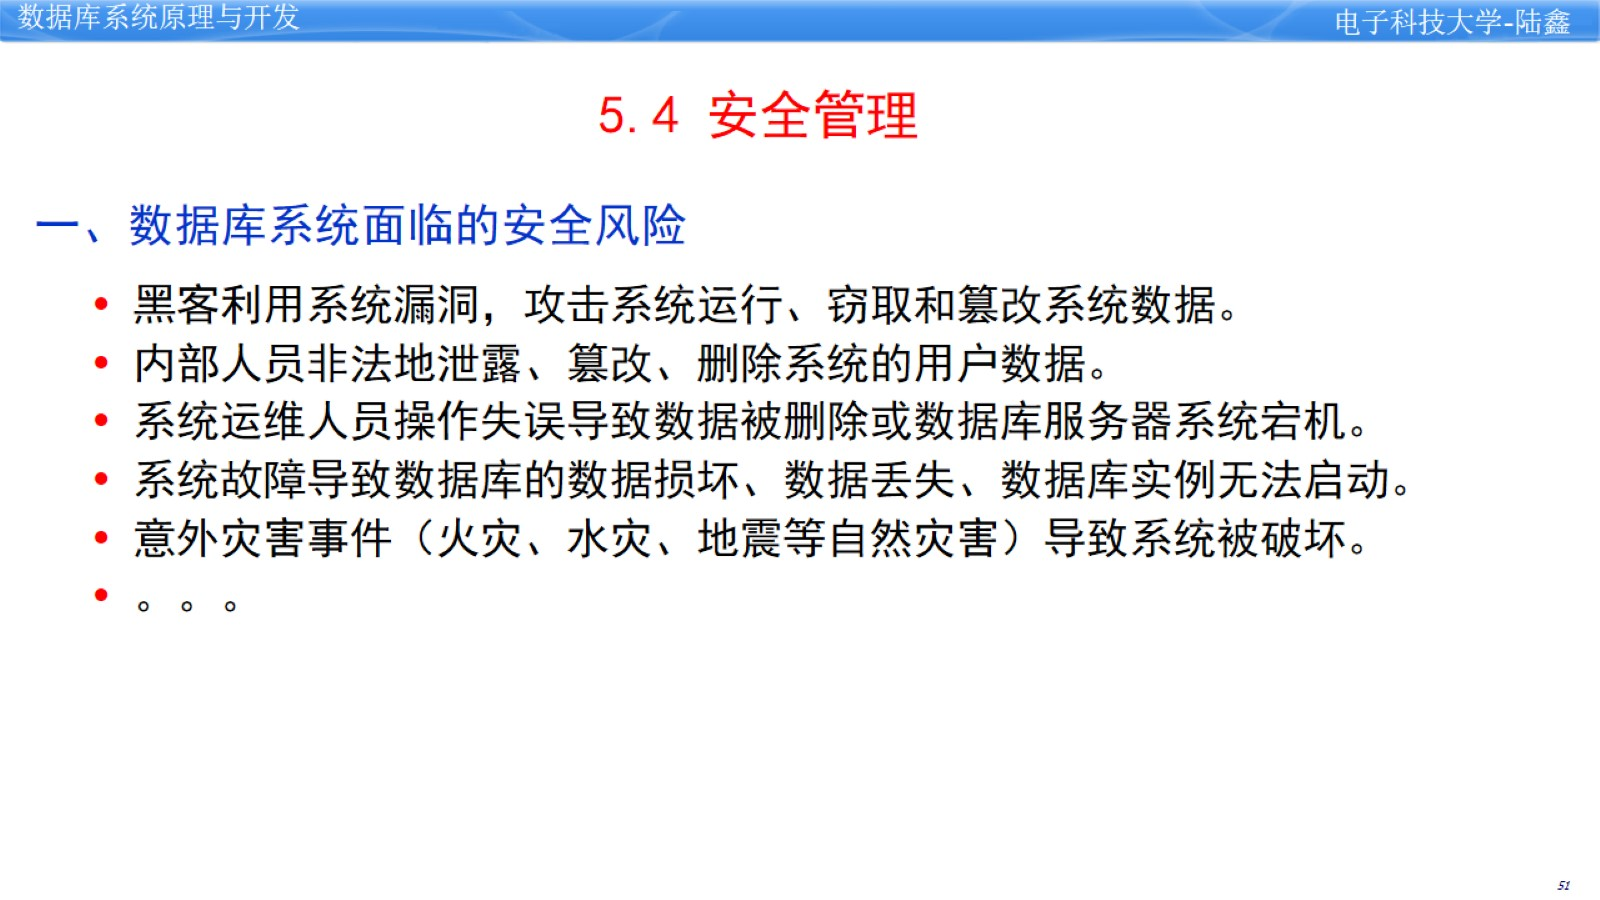 数据库系统原理与开发
电子科技大学-陆鑫
5.4 安全管理
一、数据库系统面临的安全风险
• 黑客利用系统漏洞，攻击系统运行、窃取和篡改系统数据。
• 内部人员非法地泄露、篡改、删除系统的用户数据。
• 系统运维人员操作失误导致数据被删除或数据库服务器系统宕机。
• 系统故障导致数据库的数据损坏、数据丢失、数据库实例无法启动。
• 意外灾害事件（火灾、水灾、地震等自然灾害）导致系统被破坏。
• 。。。
51